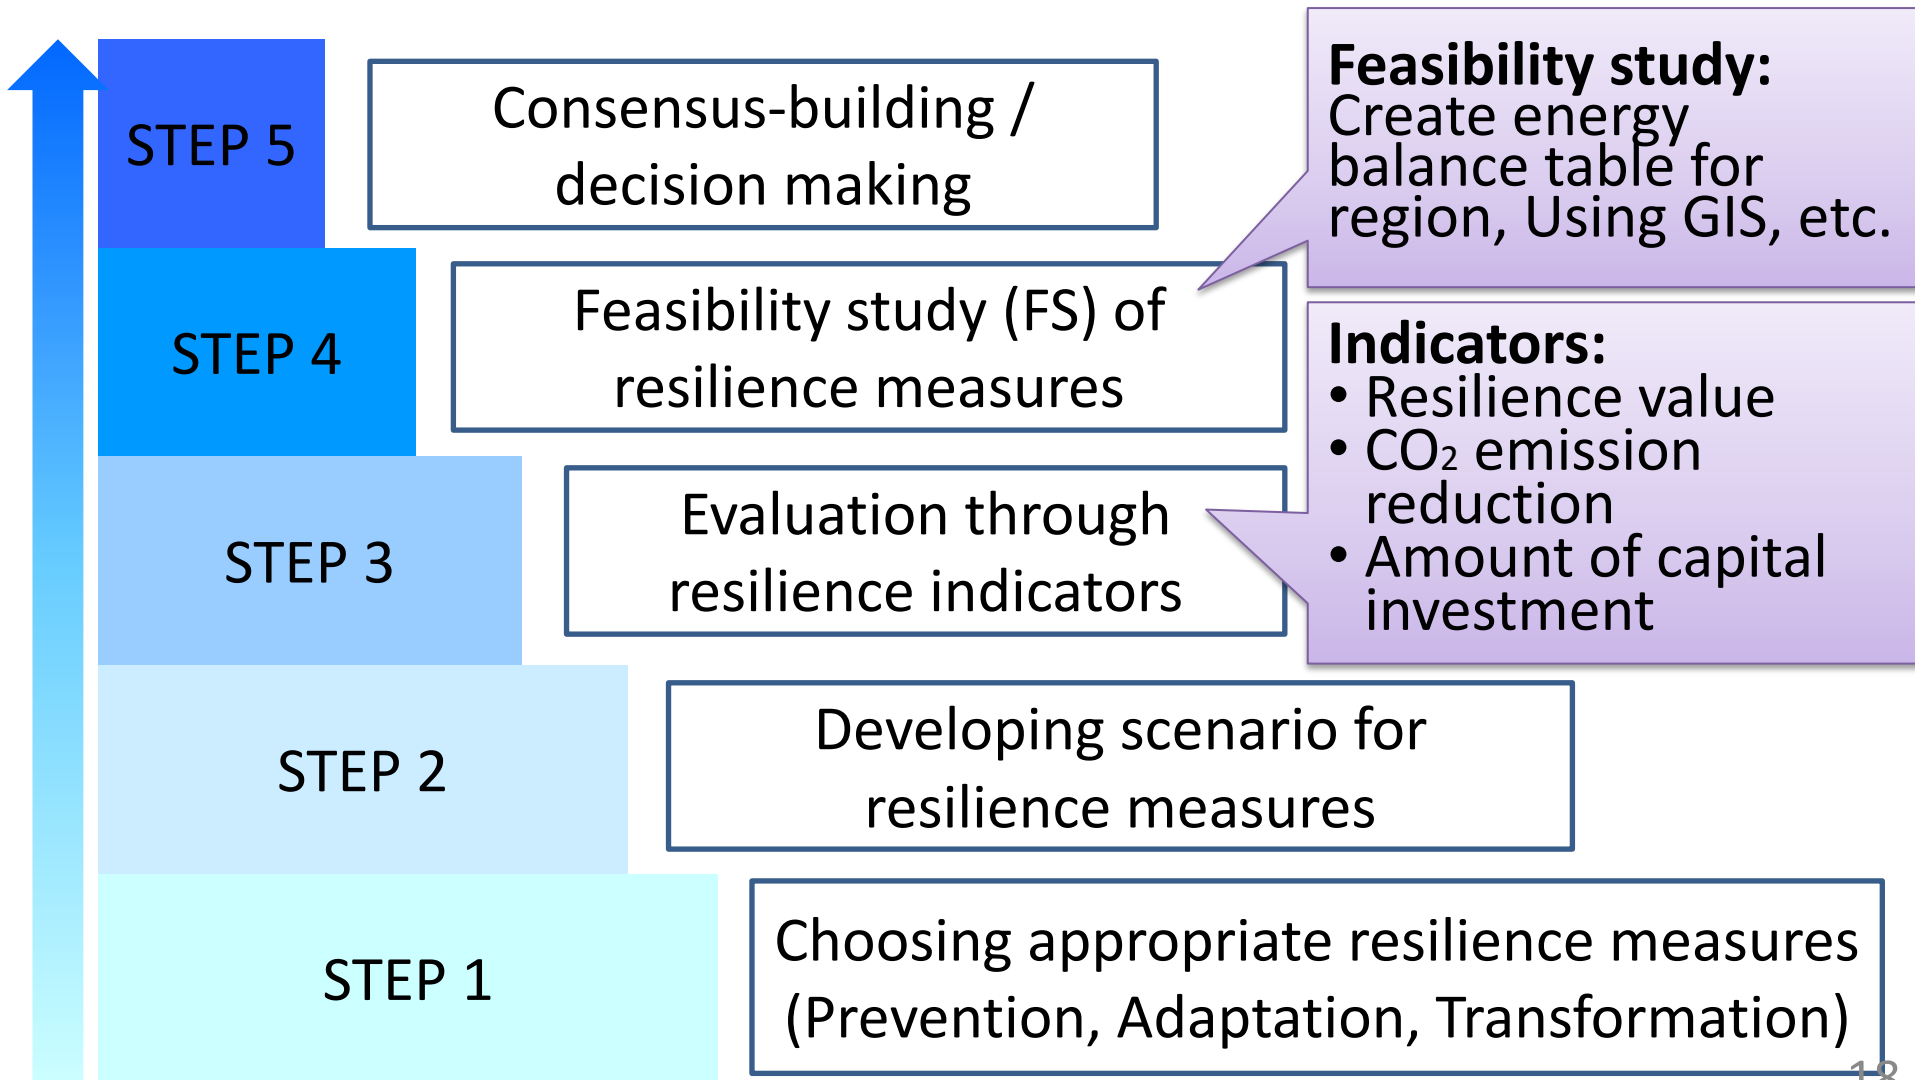 STEP 5
Consensus-building /
decision making
Feasibility study:
Create energy
balance table for
region, Using GIS, etc.
STEP 4
Feasibility study (FS) of
resilience measures
Indicators:
• Resilience value
• CO₂ emission
reduction
• Amount of capital
investment
STEP 3
Evaluation through
resilience indicators
STEP 2
Developing scenario for
resilience measures
STEP 1
Choosing appropriate resilience measures
(Prevention, Adaptation, Transformation)
18